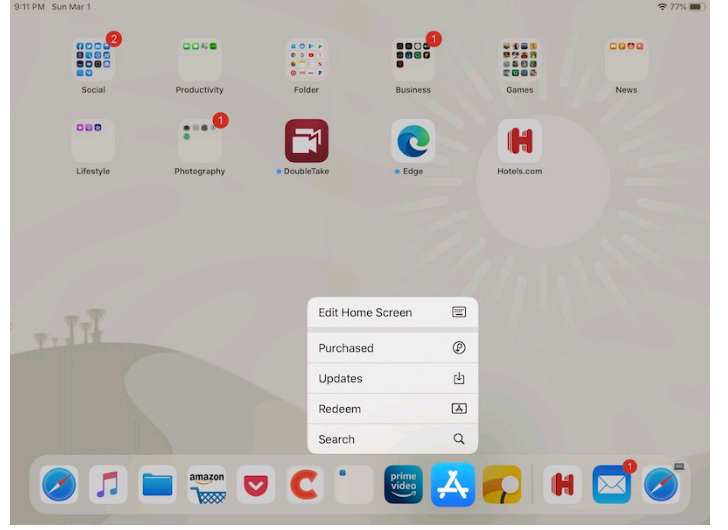 9:11 PM Sun Mar 1
77%
2
1
Social
Productivity
Folder
Business
Games
News
1
Lifestyle
Photography
DoubleTake
Edge
Hotels.com
Edit Home Screen
Purchased
Updates
Redeem
Search
amazon
prime
video
1